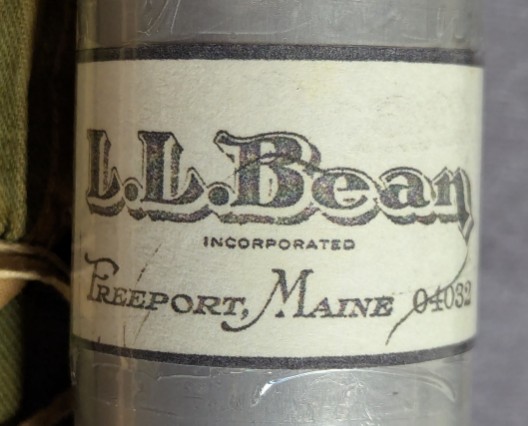 L.L.Bean
INCORPORATED
FREEPORT, MAINE 04032